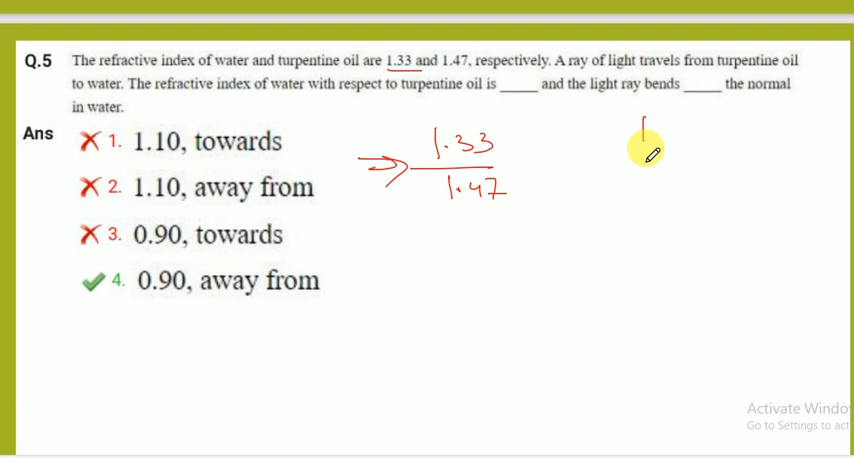 Q.5 The refractive index of water and turpentine oil are 1.33 and 1.47, respectively. A ray of light travels from turpentine oil
to water. The refractive index of water with respect to turpentine oil is _____ and the light ray bends _____ the normal
in water.
Ans
1. 1.10, towards
2. 1.10, away from
3. 0.90, towards
4. 0.90, away from
1.33
1.47
Activate Windo
Go to Settings to act